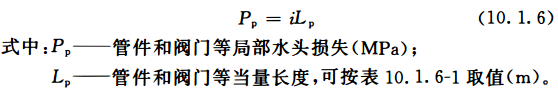 Pₚ = iLₚ (10.1.6)
式中:Pₚ——管件和阀门等局部水头损失(MPa);
Lₚ——管件和阀门等当量长度,可按表 10.1.6-1 取值(m)。